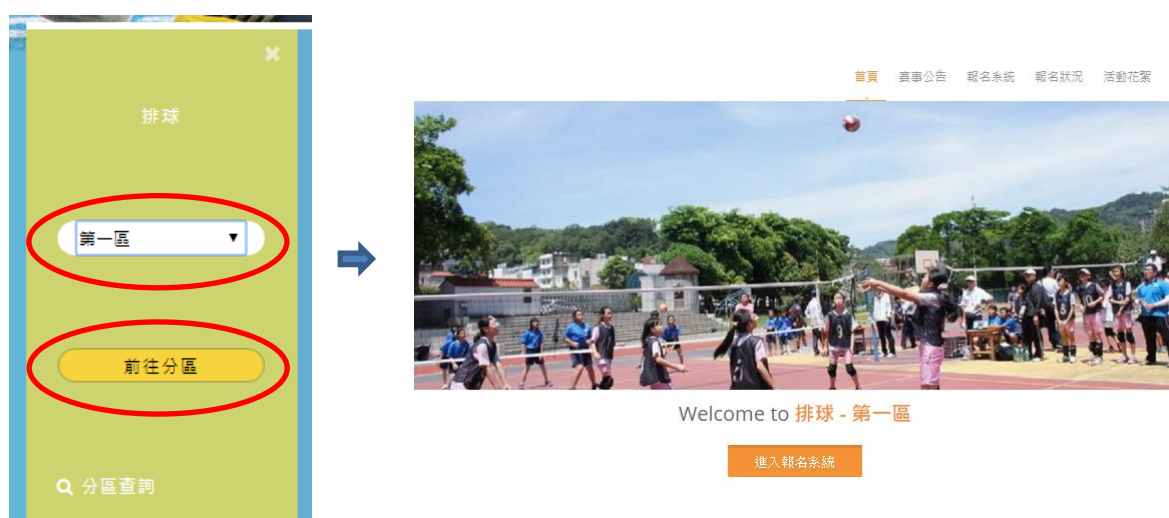 排球
第一區
前往分區
分區查詢
首頁 賽事公告 報名系統 報名狀況 活動花絮
Welcome to 排球 - 第一區
進入報名系統